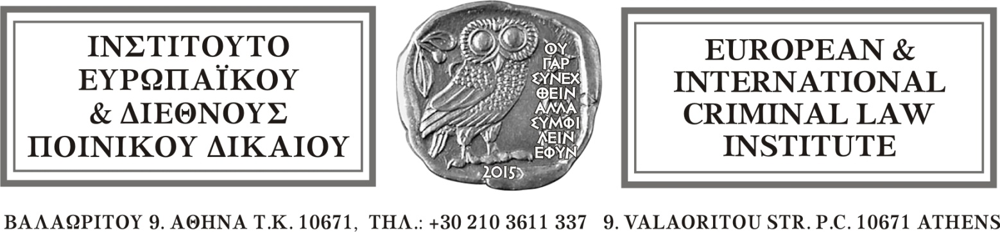 ΙΝΣΤΙΤΟΥΤΟ
ΕΥΡΩΠΑΪΚΟΥ
& ΔΙΕΘΝΟΥΣ
ΠΟΙΝΙΚΟΥ ΔΙΚΑΙΟΥ
ΟΥ
ΓΑΡ
ΣΥΝΕΧ
ΘΕΙΝ
ΑΛΛΑ
ΣΥΜΦΙ
ΛΕΙΝ
ΕΦΥΝ
2015
EUROPEAN &
INTERNATIONAL
CRIMINAL LAW
INSTITUTE
ΒΑΛΑΩΡΙΤΟΥ 9. ΑΘΗΝΑ Τ.Κ. 10671, ΤΗΛ.: +30 210 3611 337 9. VALAORITOU STR. P.C. 10671 ATHENS